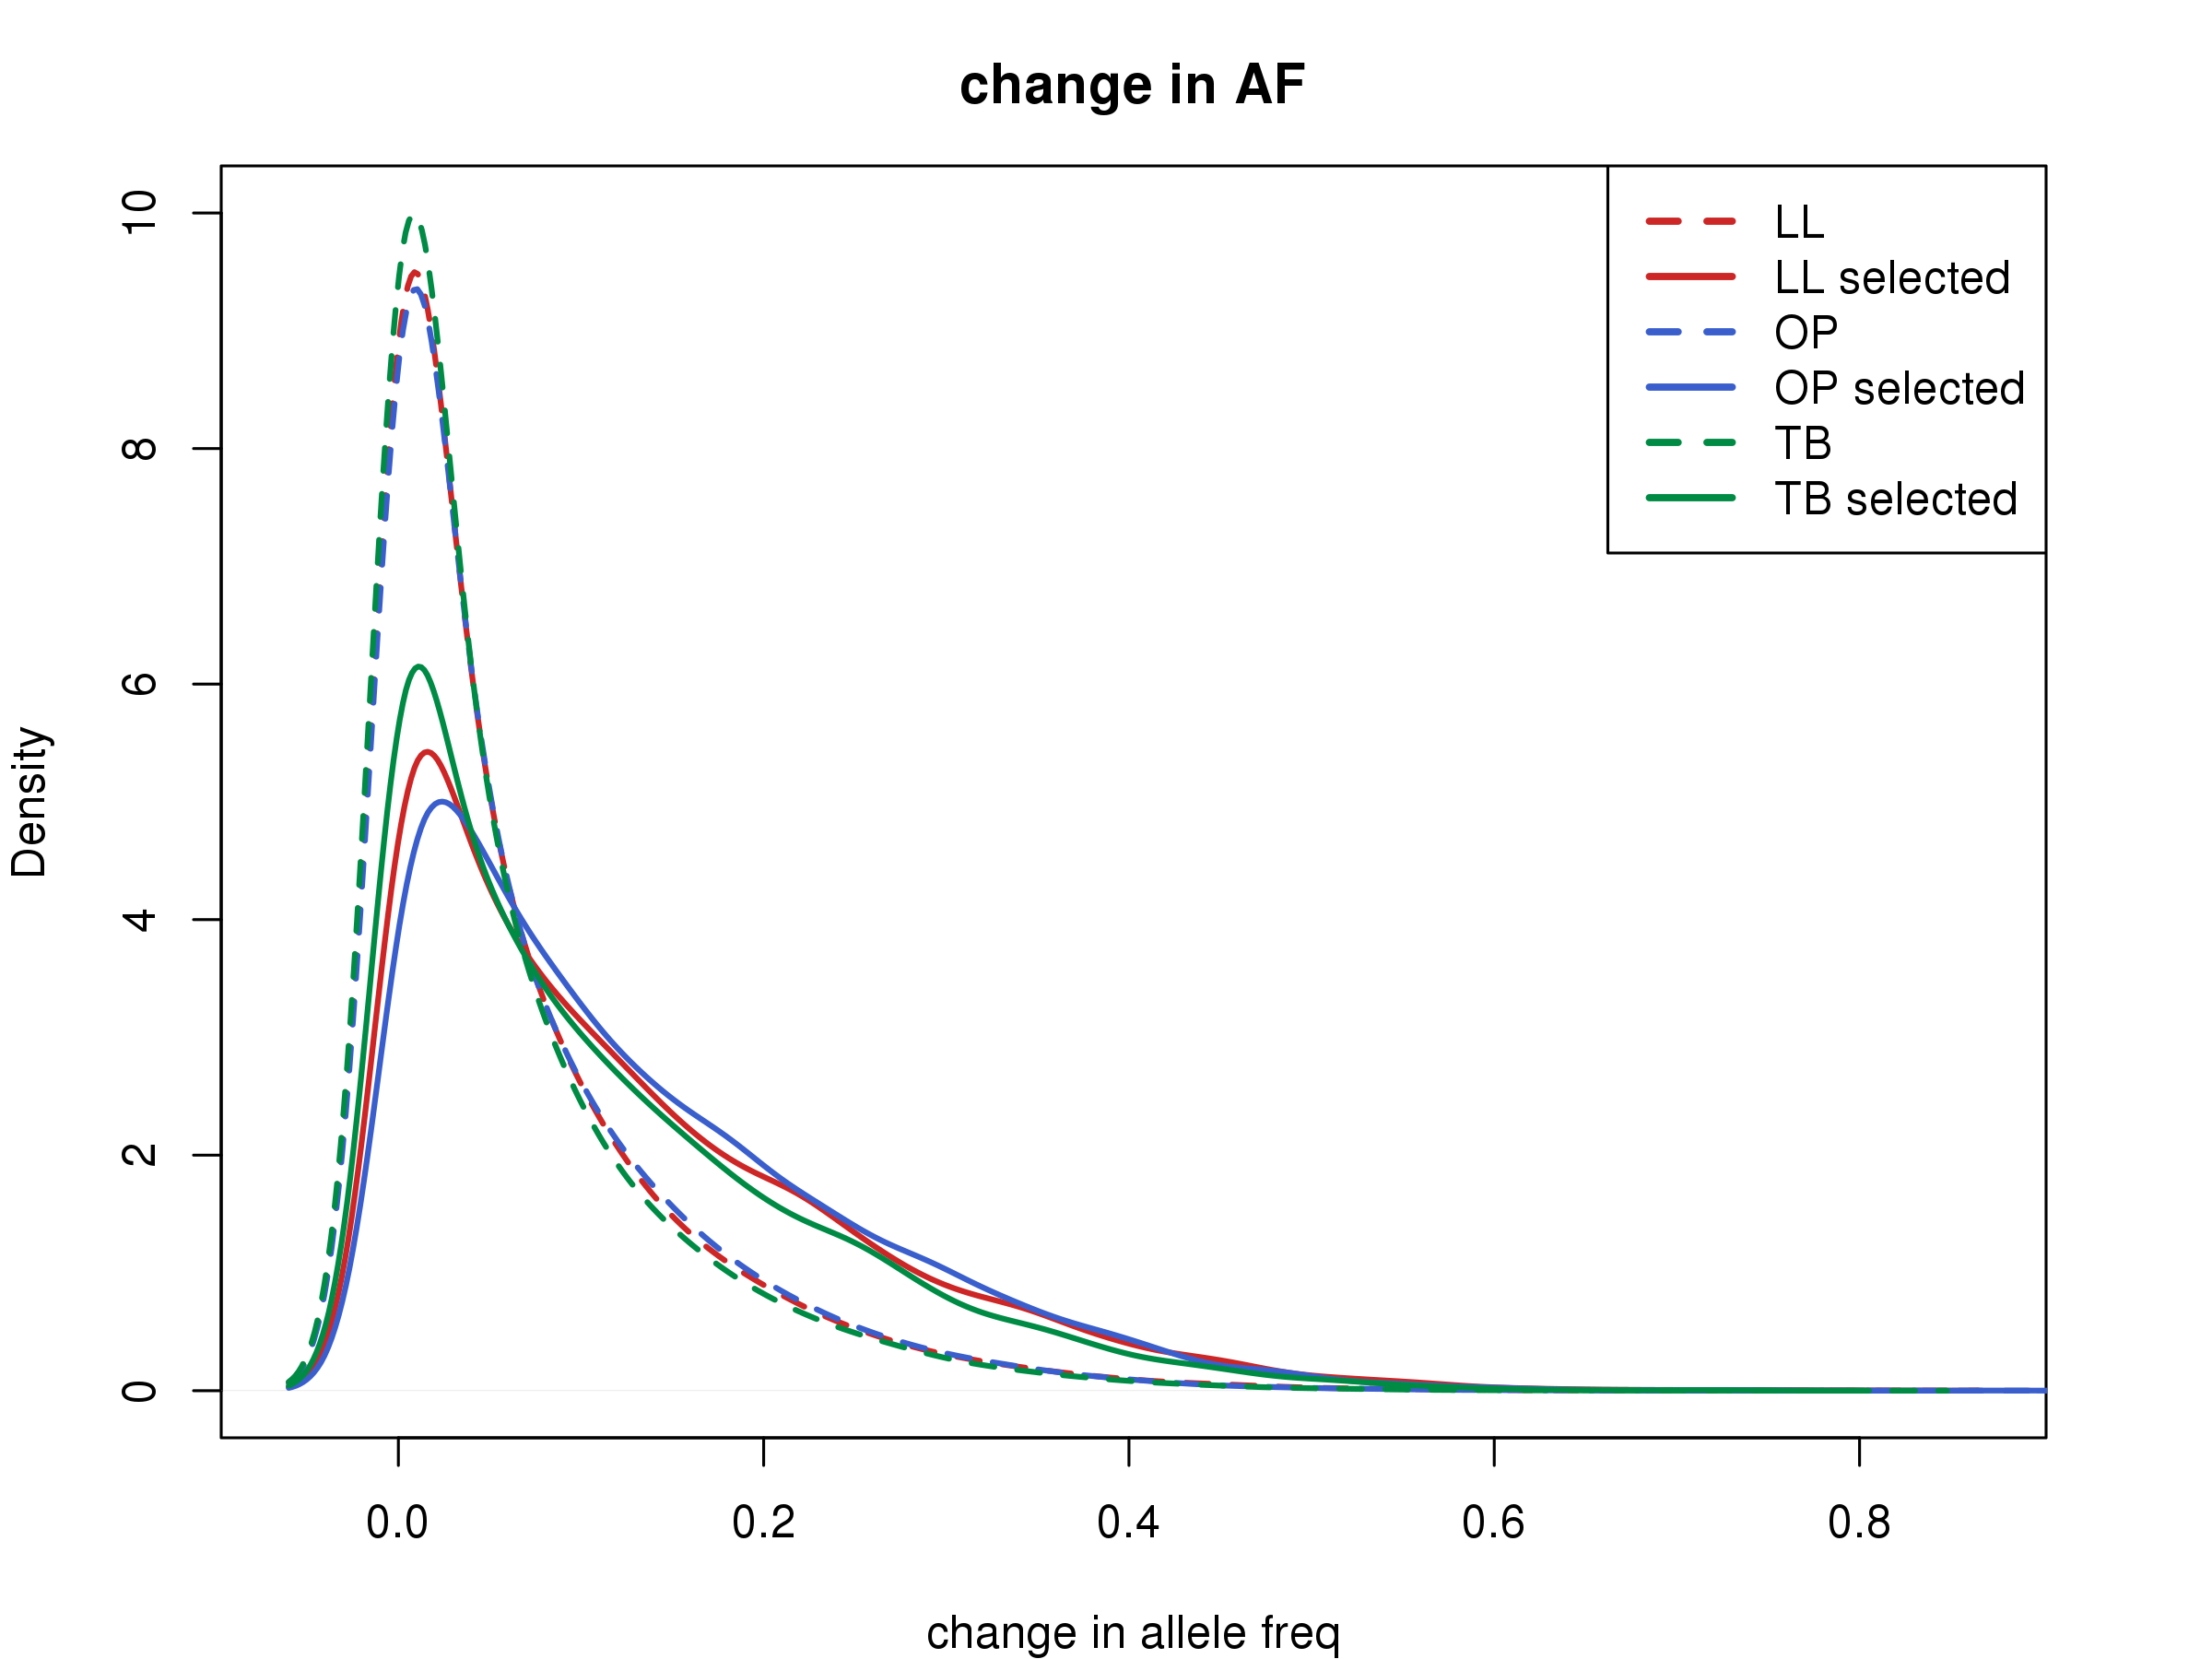 change in AF
LL
LL selected
OP
OP selected
TB
TB selected
Density
10
8
6
4
2
0
0.0 0.2 0.4 0.6 0.8
change in allele freq